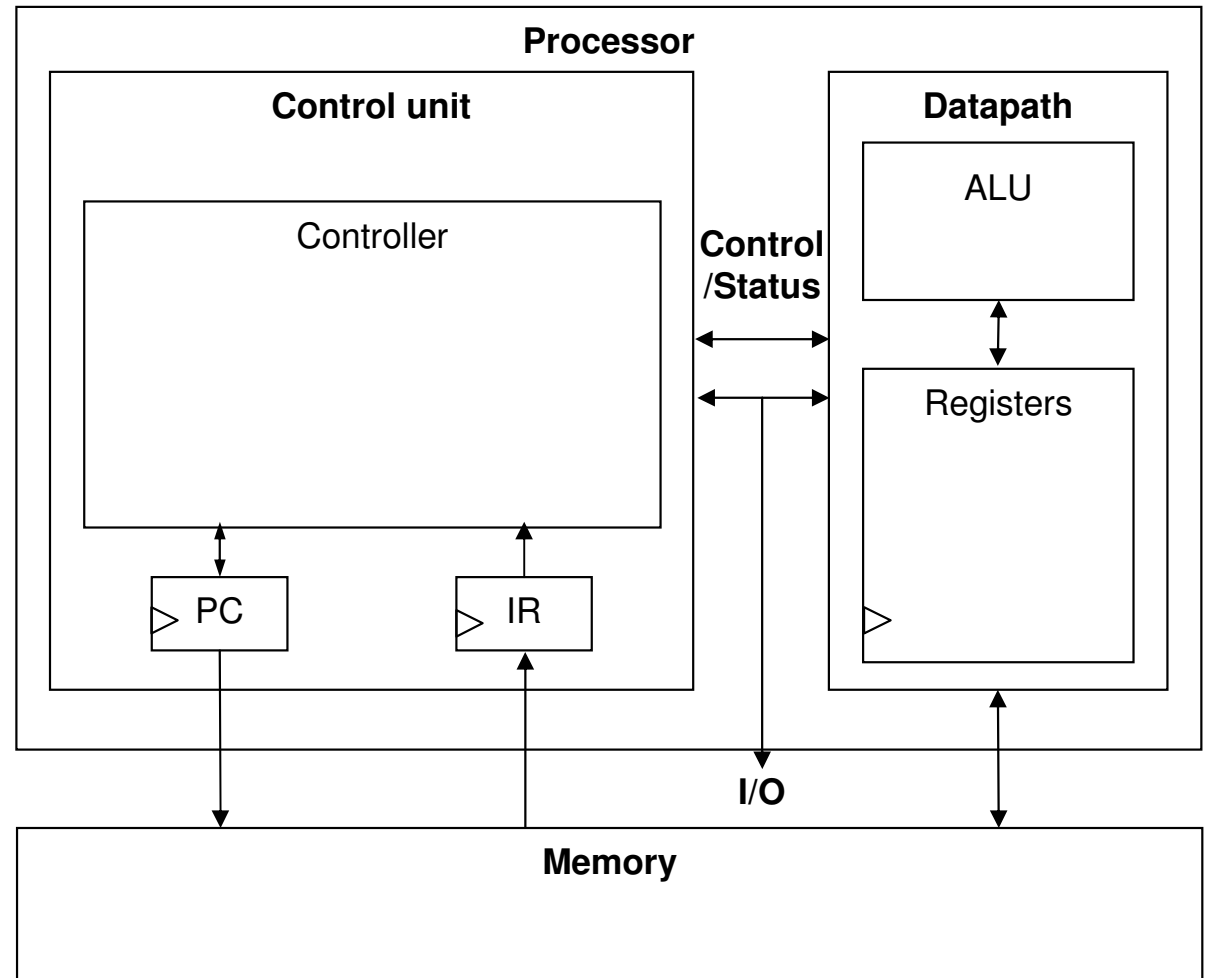 Processor
Control unit
Datapath
ALU
Controller
Control
/Status
Registers
PC
IR
I/O
Memory